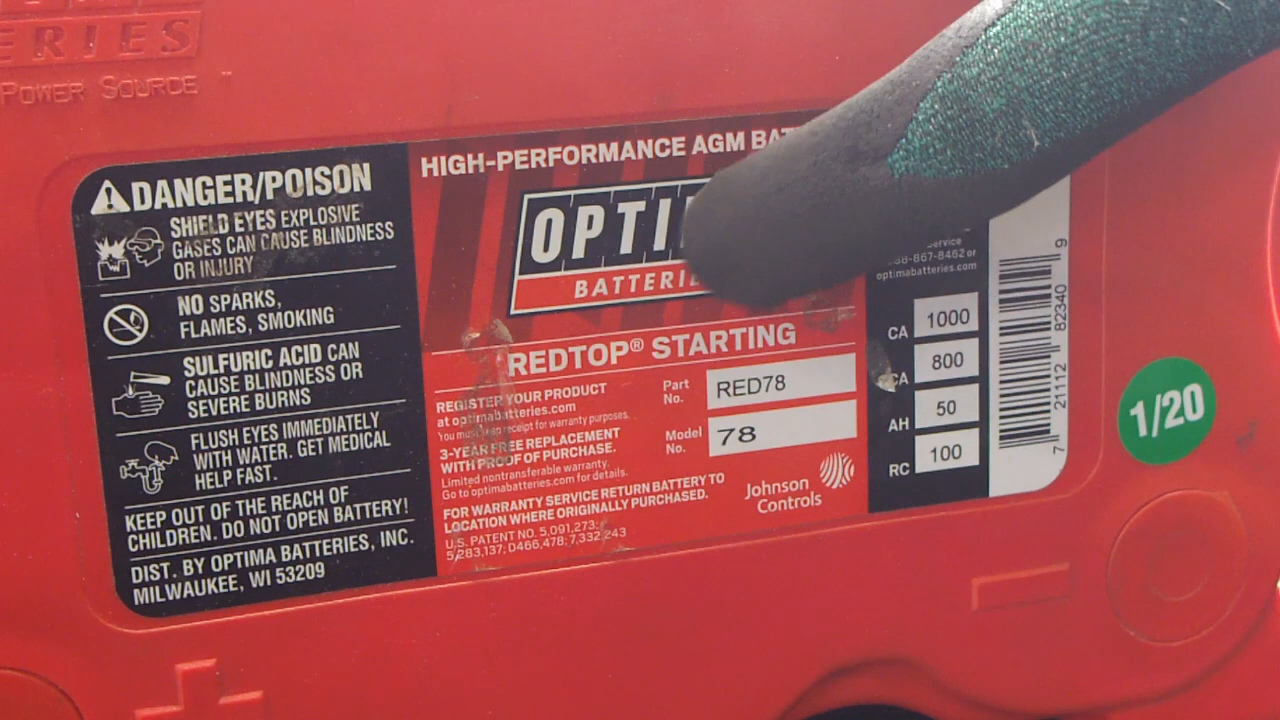 ERIES
POWER SOURCE "
DANGER/POISON
SHIELD EYES EXPLOSIVE
GASES CAN CAUSE BLINDNESS
OR INJURY
NO SPARKS,
FLAMES, SMOKING
SULFURIC ACID CAN
CAUSE BLINDNESS OR
SEVERE BURNS
FLUSH EYES IMMEDIATELY
WITH WATER. GET MEDICAL
HELP FAST.
KEEP OUT OF THE REACH OF
CHILDREN. DO NOT OPEN BATTERY!
DIST. BY OPTIMA BATTERIES, INC.
MILWAUKEE, WI 53209
HIGH-PERFORMANCE AGM BAT
OPTI
BATTERIE
REDTOP® STARTING
REGISTER YOUR PRODUCT
at optimabatteries.com
You must keep receipt for warranty purposes.
3-YEAR FREE REPLACEMENT
WITH PROOF OF PURCHASE.
Limited nontransferable warranty.
Go to optimabatteries.com for details.
FOR WARRANTY SERVICE RETURN BATTERY TO
LOCATION WHERE ORIGINALLY PURCHASED.
U.S. PATENT NO. 5,091,273;
5,283,137; D466,478; 7,332,243
Part No. RED78
Model No. 78
Johnson
Controls
ervice
8-867-8462 or
optimabatteries.com
CA 1000
CA 800
AH 50
RC 100
7 21112 82340 9
1/20